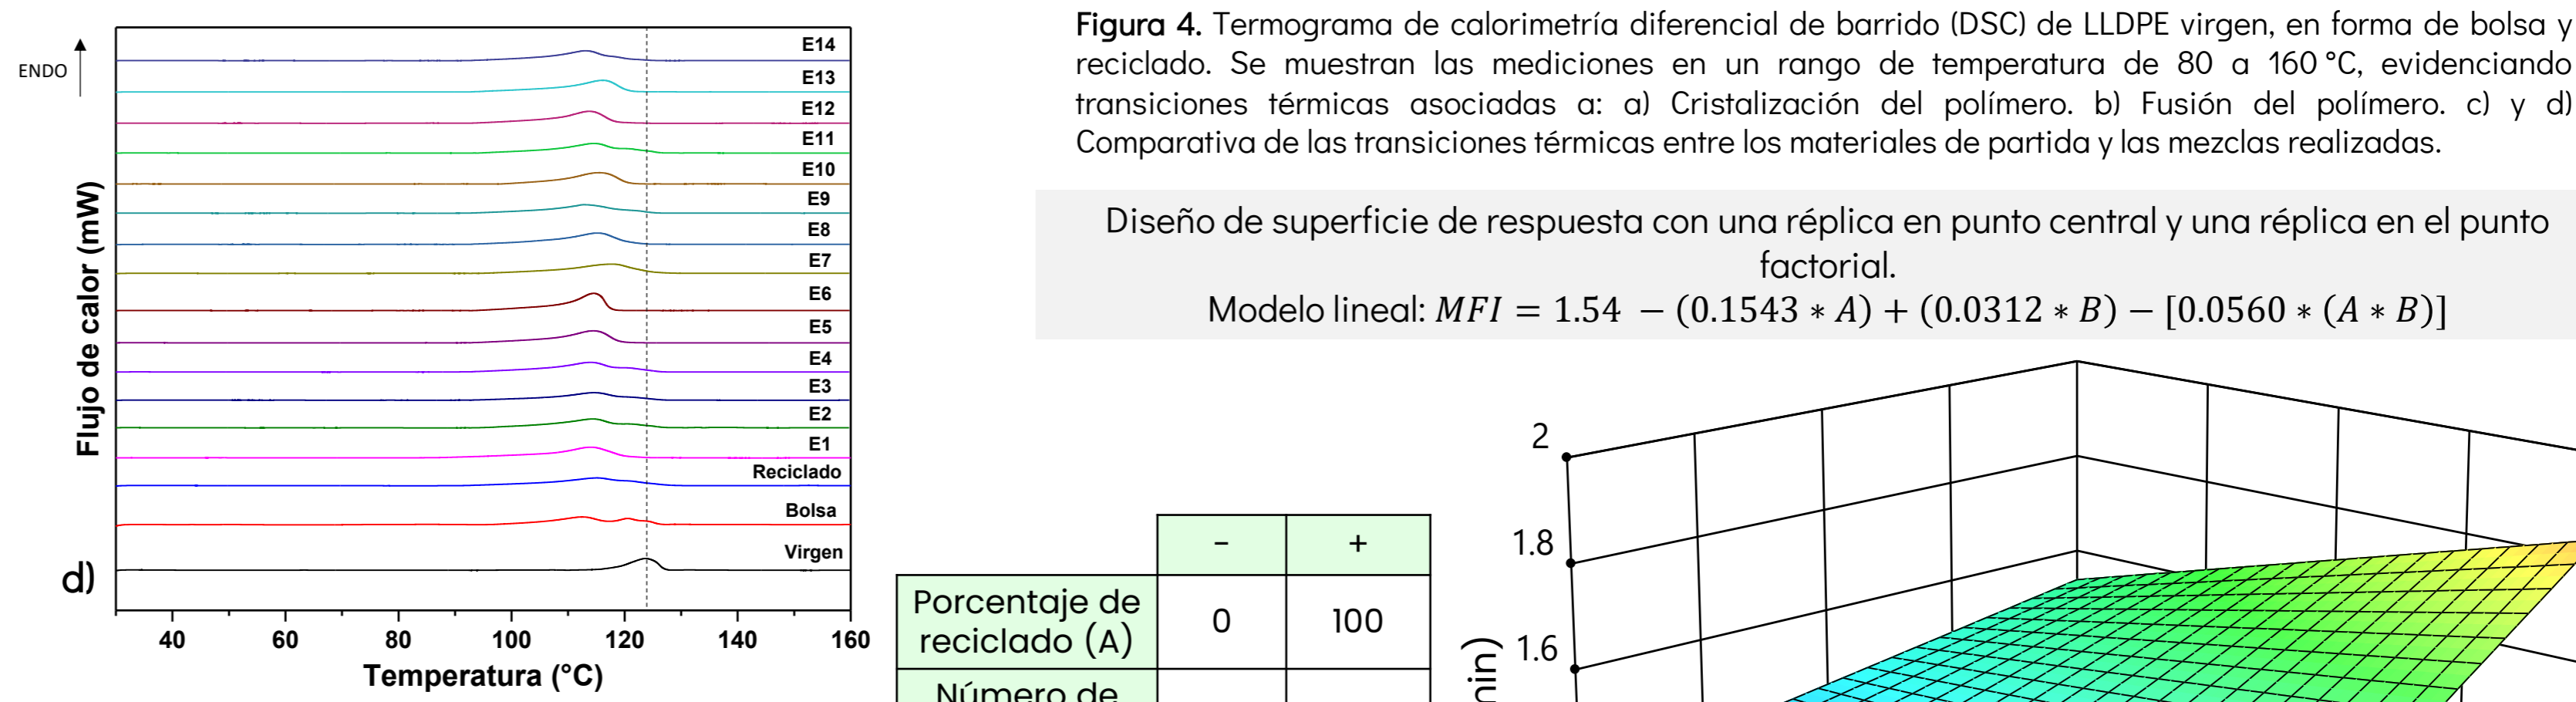 ENDO
Flujo de calor (mW)
E14
E13
E12
E11
E10
E9
E8
E7
E6
E5
E4
E3
E2
E1
Reciclado
Bolsa
Virgen
d)
40 60 80 100 120 140 160
Temperatura (°C)
Figura 4. Termograma de calorimetría diferencial de barrido (DSC) de LLDPE virgen, en forma de bolsa y
reciclado. Se muestran las mediciones en un rango de temperatura de 80 a 160 °C, evidenciando
transiciones térmicas asociadas a: a) Cristalización del polímero. b) Fusión del polímero. c) y d)
Comparativa de las transiciones térmicas entre los materiales de partida y las mezclas realizadas.
Diseño de superficie de respuesta con una réplica en punto central y una réplica en el punto
factorial.
Modelo lineal: MFI = 1.54 − (0.1543 ∗ A) + (0.0312 ∗ B) − [0.0560 ∗ (A ∗ B)]
− +
Porcentaje de
reciclado (A)
0 100
Número de
2
1.8
1.6
min)